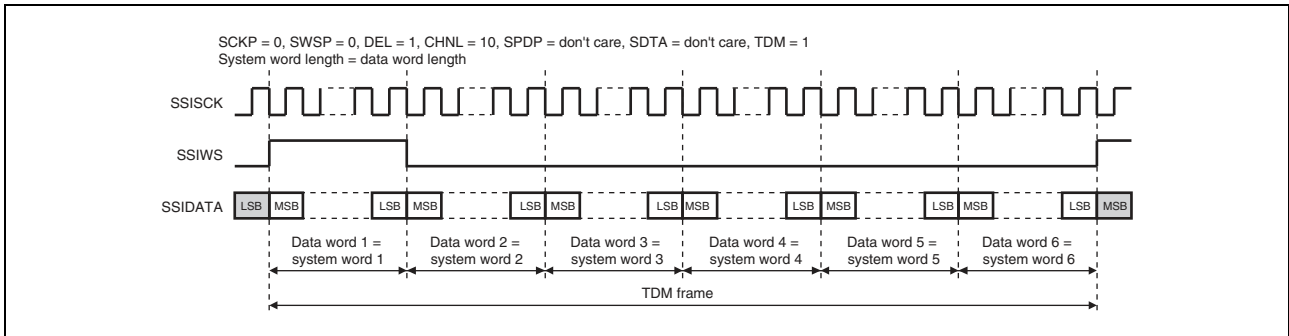 SCKP = 0, SWSP = 0, DEL = 1, CHNL = 10, SPDP = don't care, SDTA = don't care, TDM = 1
System word length = data word length
SSISCK
SSIWS
SSIDATA
LSB MSB LSB MSB LSB MSB LSB MSB LSB MSB LSB MSB LSB MSB
Data word 1 = system word 1
Data word 2 = system word 2
Data word 3 = system word 3
Data word 4 = system word 4
Data word 5 = system word 5
Data word 6 = system word 6
TDM frame